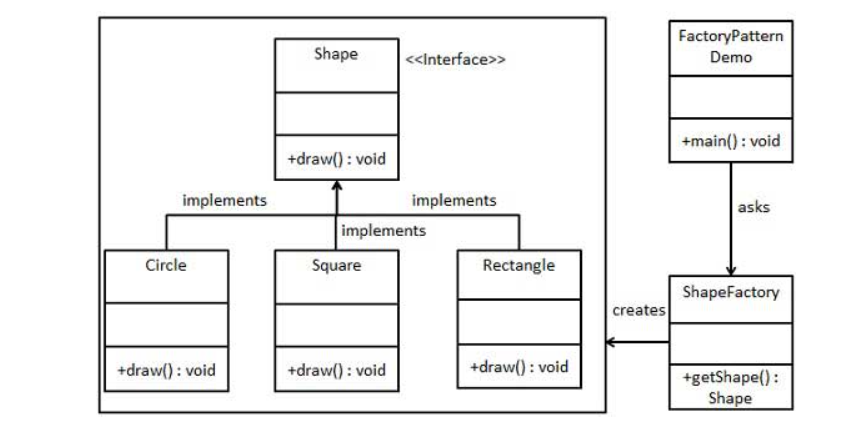 Shape
<<Interface>>
+draw() : void
implements
implements
implements
Circle
+draw() : void
Square
+draw() : void
Rectangle
+draw() : void
FactoryPattern
Demo
+main() : void
asks
ShapeFactory
+getShape() :
Shape
creates